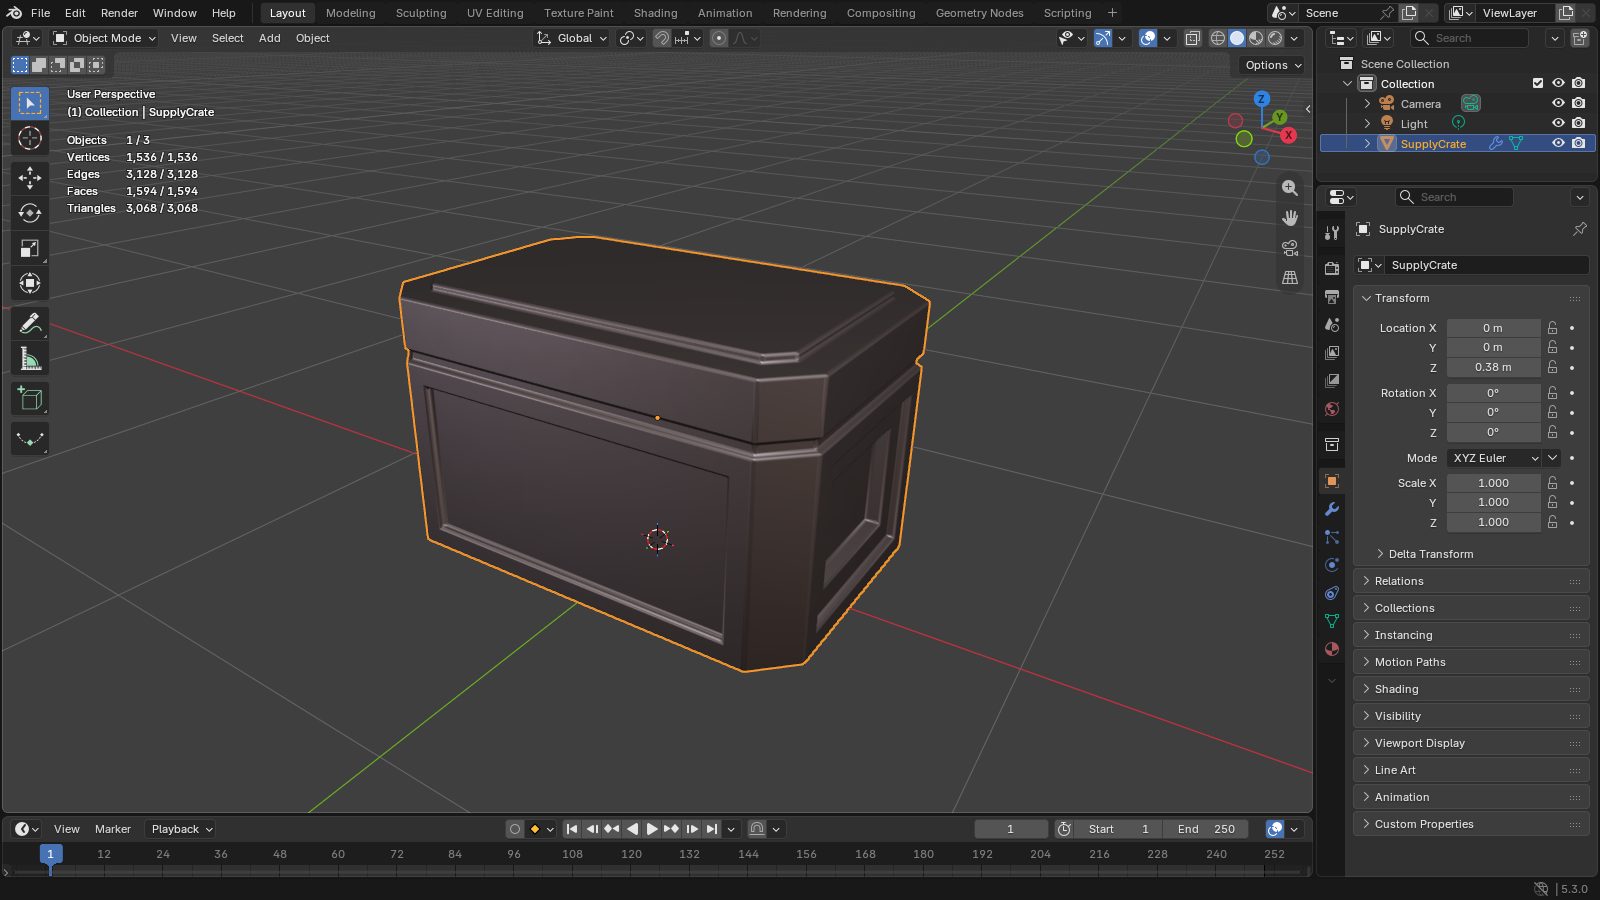 File Edit Render Window Help
Layout Modeling Sculpting UV Editing Texture Paint Shading Animation Rendering Compositing Geometry Nodes Scripting +
Scene
ViewLayer
Object Mode View Select Add Object
Global
Options
User Perspective
(1) Collection | SupplyCrate
Objects 1 / 3
Vertices 1,536 / 1,536
Edges 3,128 / 3,128
Faces 1,594 / 1,594
Triangles 3,068 / 3,068
Z
Y
X
Search
Scene Collection
Collection
Camera
Light
SupplyCrate
Search
SupplyCrate
SupplyCrate
Transform
Location X 0 m
Y 0 m
Z 0.38 m
Rotation X 0°
Y 0°
Z 0°
Mode XYZ Euler
Scale X 1.000
Y 1.000
Z 1.000
Delta Transform
Relations
Collections
Instancing
Motion Paths
Shading
Visibility
Viewport Display
Line Art
Animation
Custom Properties
View Marker Playback
1
Start 1
End 250
1 12 24 36 48 60 72 84 96 108 120 132 144 156 168 180 192 204 216 228 240 252
5.3.0